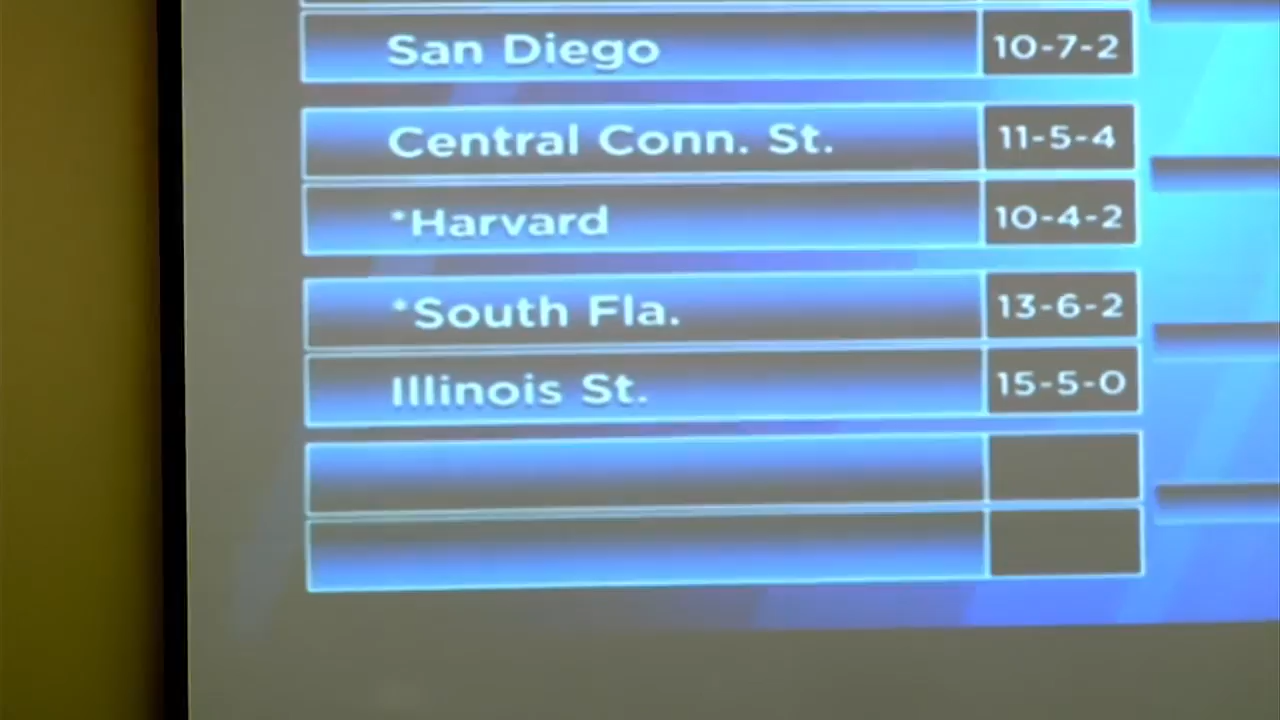 San Diego 10-7-2
Central Conn. St. 11-5-4
*Harvard 10-4-2
*South Fla. 13-6-2
Illinois St. 15-5-0